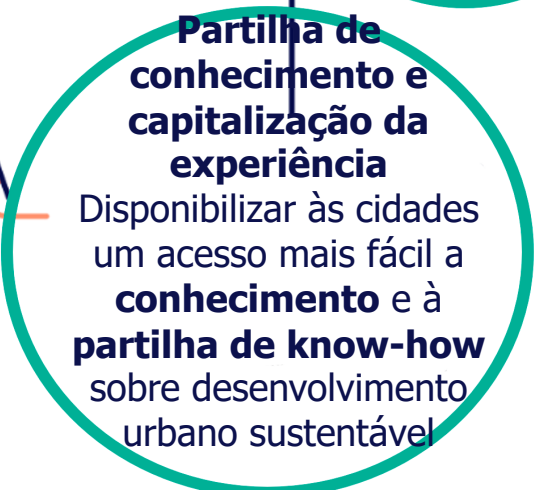 Partilha de
conhecimento e
capitalização da
experiência
Disponibilizar às cidades
um acesso mais fácil a
conhecimento e à
partilha de know-how
sobre desenvolvimento
urbano sustentável